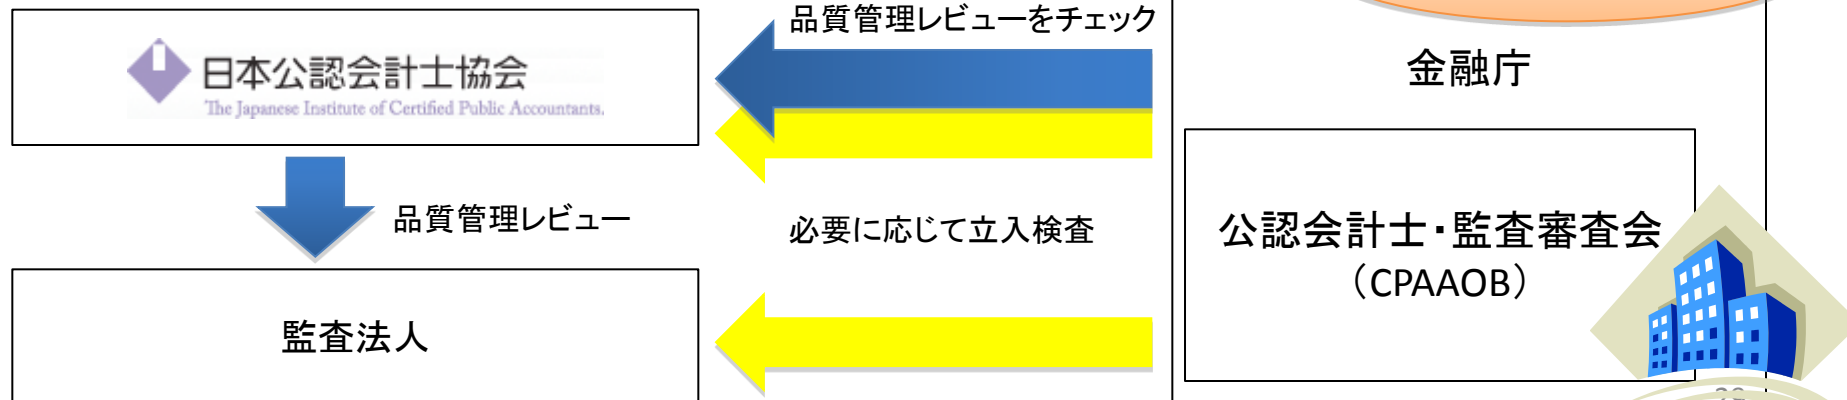 品質管理レビューをチェック
日本公認会計士協会
The Japanese Institute of Certified Public Accountants.
金融庁
品質管理レビュー
必要に応じて立入検査
公認会計士・監査審査会
（CPAAOB）
監査法人